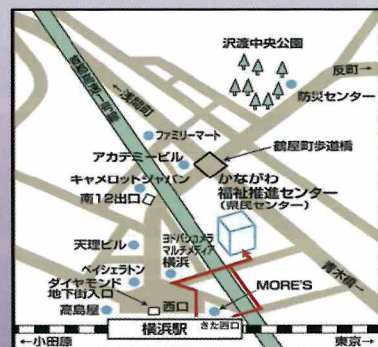 沢渡中央公園
反町→
←浅間町
防災センター
ファミリーマート
鶴屋町歩道橋
アカデミービル
かながわ
福祉推進センター
(県民センター)
キャメロットジャパン
南12出口
天理ビル
ヨドバシカメラ
マルチメディア
横浜
ベイシェラトン
ダイヤモンド
地下街入口
青木橋→
MORE'S
高島屋
西口
きた西口
横浜駅
←小田原
東京→